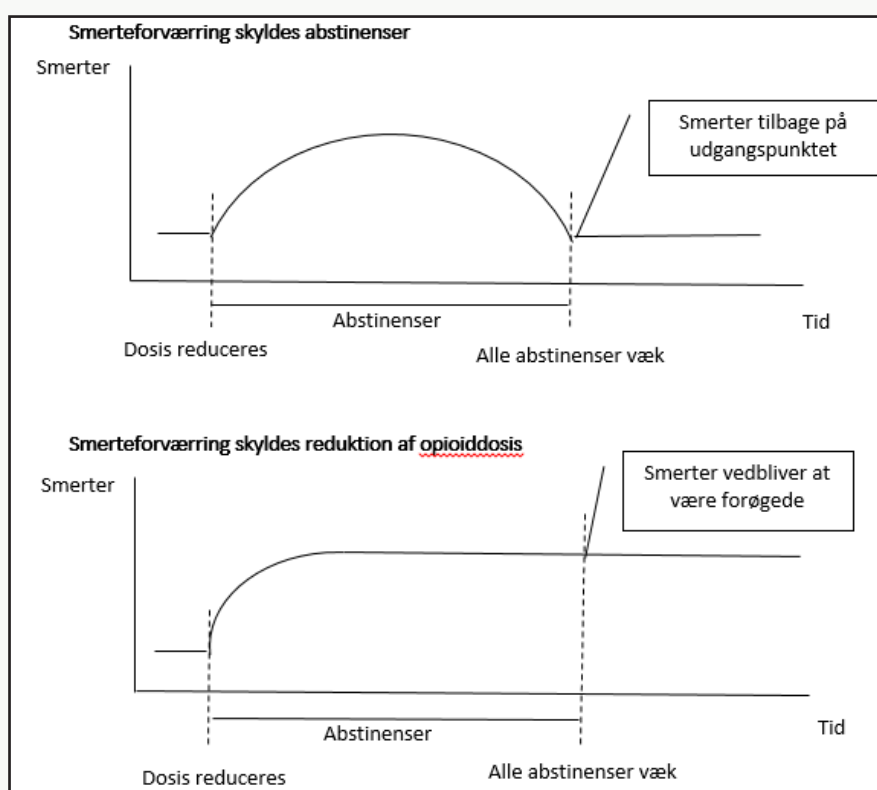 Smerteforværring skyldes abstinenser
Smerter
Smerter tilbage på
udgangspunktet
Abstinenser
Tid
Dosis reduceres
Alle abstinenser væk
Smerteforværring skyldes reduktion af opioiddosis
Smerter
Smerter vedbliver at
være forøgede
Abstinenser
Tid
Dosis reduceres
Alle abstinenser væk